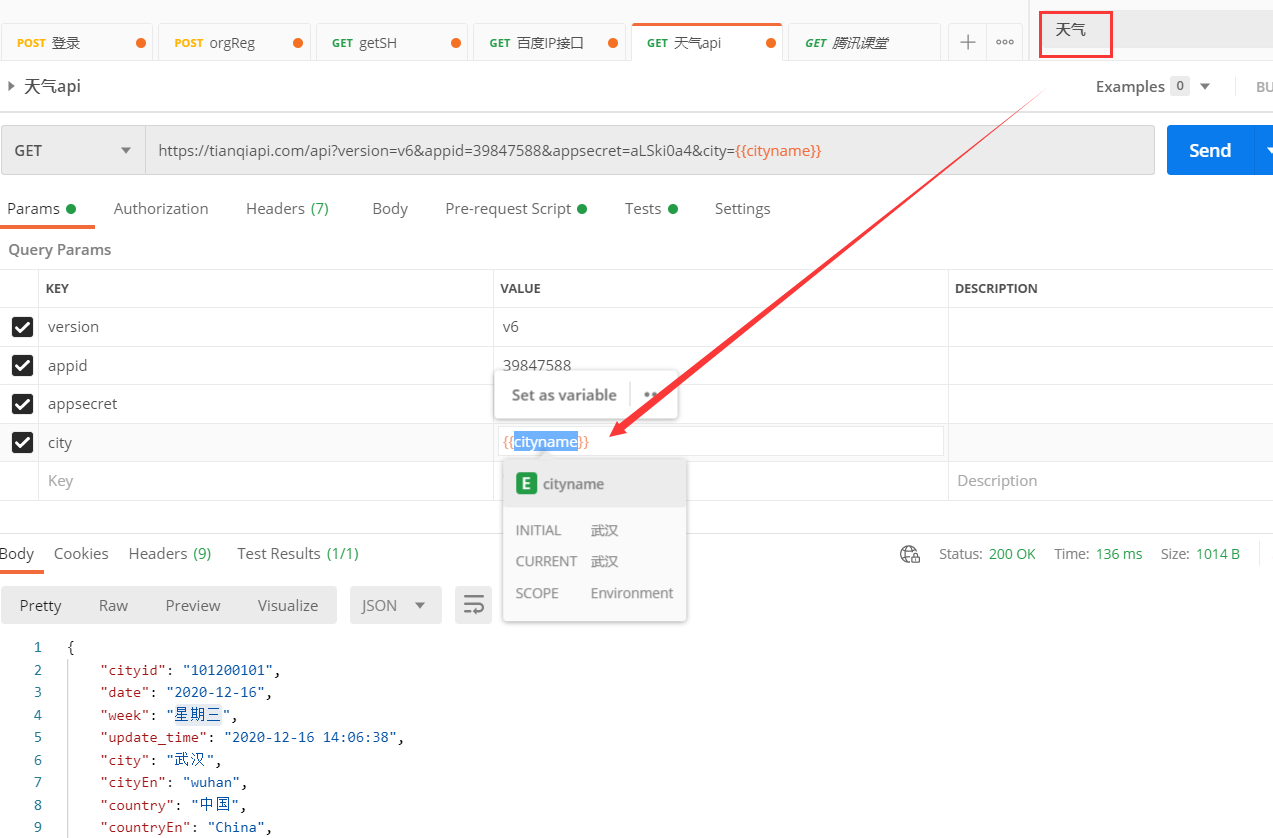 POST 登录 POST orgReg GET getSH GET 百度IP接口 GET 天气api GET 腾讯课堂 天气
天气api Examples 0 BU
GET https://tianqiapi.com/api?version=v6&appid=39847588&appsecret=aLSki0a4&city={{cityname}} Send
Params Authorization Headers (7) Body Pre-request Script Tests Settings
Query Params
KEY VALUE DESCRIPTION
version v6
appid 39847588
Set as variable
appsecret
city {{cityname}}
Key Description
E cityname
INITIAL 武汉
CURRENT 武汉
SCOPE Environment
Body Cookies Headers (9) Test Results (1/1) Status: 200 OK Time: 136 ms Size: 1014 B
Pretty Raw Preview Visualize JSON
1 {
2 "cityid": "101200101",
3 "date": "2020-12-16",
4 "week": "星期三",
5 "update_time": "2020-12-16 14:06:38",
6 "city": "武汉",
7 "cityEn": "wuhan",
8 "country": "中国",
9 "countryEn": "China",